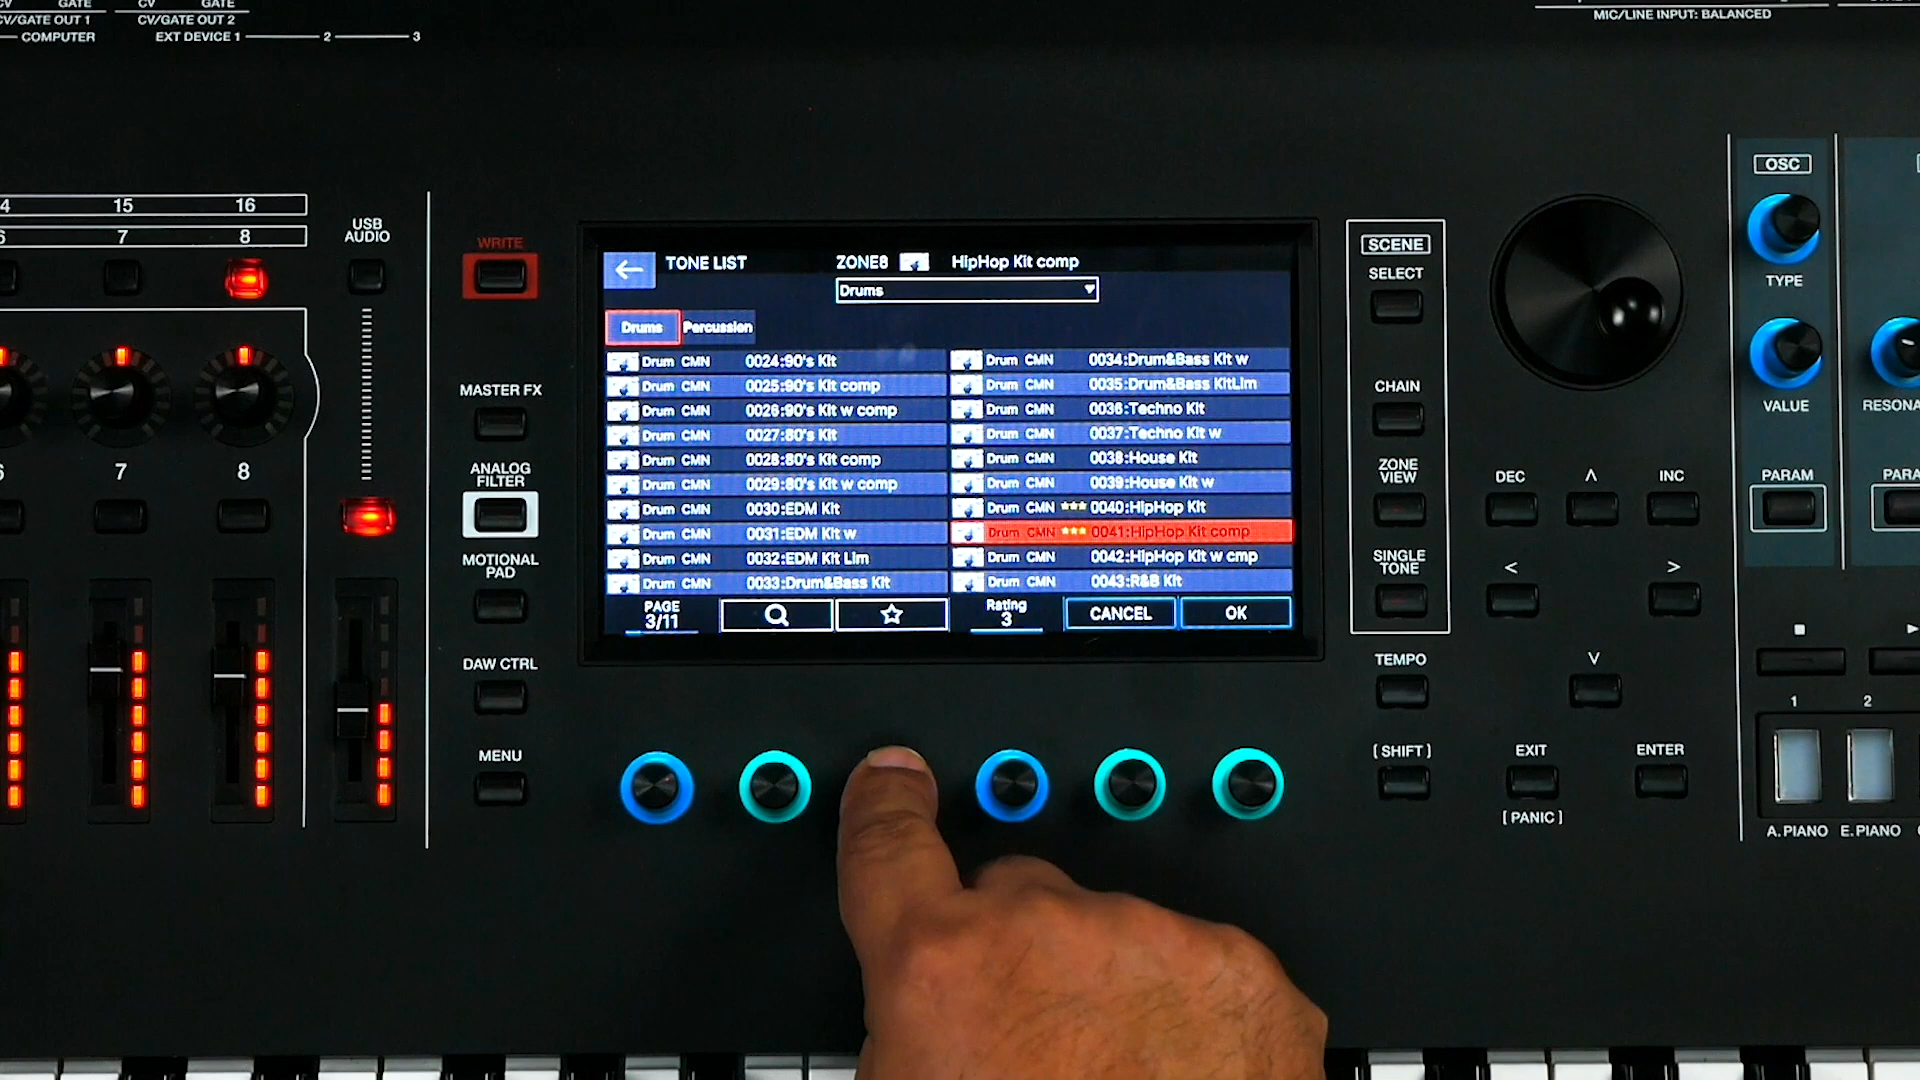 CV GATE CV GATE
CV/GATE OUT 1 CV/GATE OUT 2
COMPUTER EXT DEVICE 1 2 3
MIC/LINE INPUT: BALANCED
4 15 16
6 7 8
USB
AUDIO
6 7 8
WRITE
MASTER FX
ANALOG
FILTER
MOTIONAL
PAD
DAW CTRL
MENU
TONE LIST ZONE8 HipHop Kit comp
Drums
Drums Percussion
Drum CMN 0024:90's Kit
Drum CMN 0025:90's Kit comp
Drum CMN 0026:90's Kit w comp
Drum CMN 0027:80's Kit
Drum CMN 0028:80's Kit comp
Drum CMN 0029:80's Kit w comp
Drum CMN 0030:EDM Kit
Drum CMN 0031:EDM Kit w
Drum CMN 0032:EDM Kit Lim
Drum CMN 0033:Drum&Bass Kit
Drum CMN 0034:Drum&Bass Kit w
Drum CMN 0035:Drum&Bass KitLim
Drum CMN 0036:Techno Kit
Drum CMN 0037:Techno Kit w
Drum CMN 0038:House Kit
Drum CMN 0039:House Kit w
Drum CMN ★★★ 0040:HipHop Kit
Drum CMN ★★★ 0041:HipHop Kit comp
Drum CMN 0042:HipHop Kit w cmp
Drum CMN 0043:R&B Kit
PAGE
3/11
Rating
3
CANCEL OK
SCENE
SELECT
CHAIN
ZONE
VIEW
SINGLE
TONE
TEMPO
[SHIFT]
DEC ∧ INC
< >
∨
EXIT ENTER
[PANIC]
OSC
TYPE
VALUE RESONA
PARAM PARA
1 2
A.PIANO E.PIANO